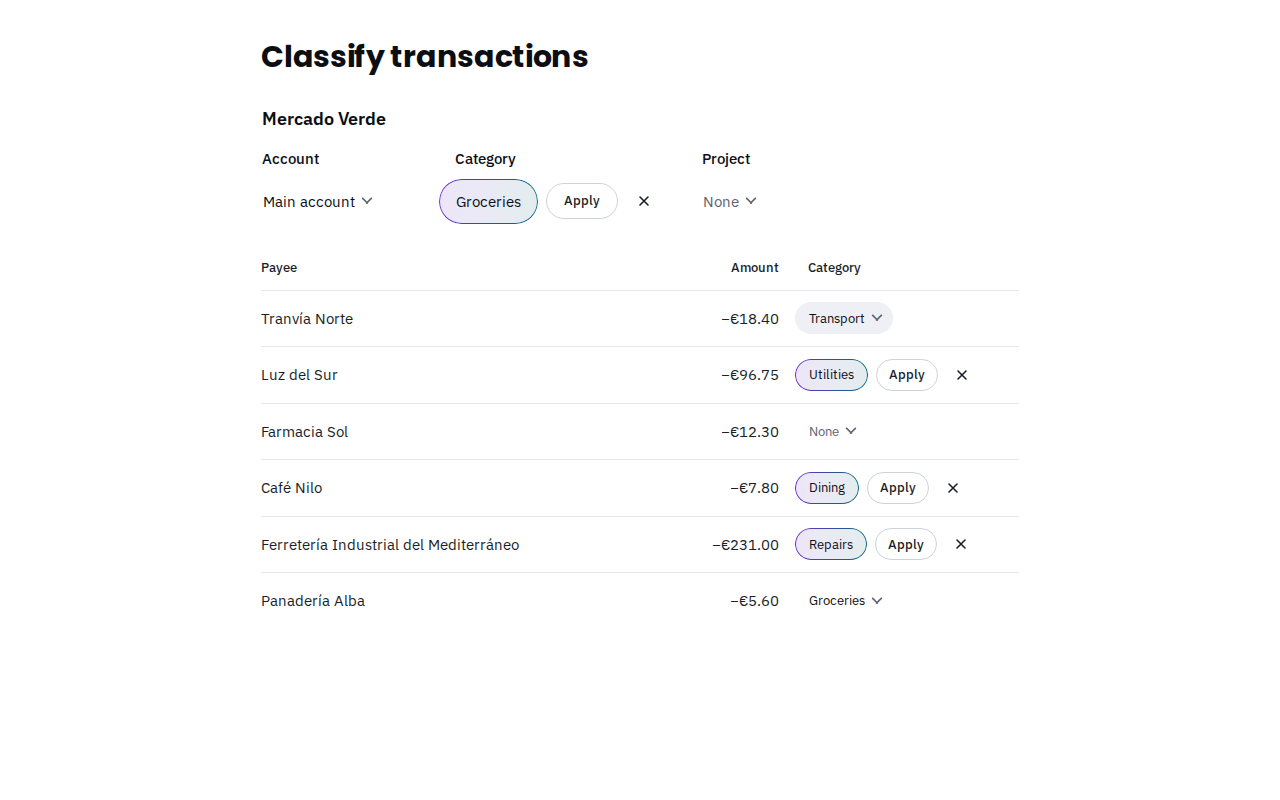 Classify transactions
Mercado Verde
Account Category Project
Main account Groceries Apply None
Payee Amount Category
Tranvía Norte −€18.40 Transport
Luz del Sur −€96.75 Utilities Apply
Farmacia Sol −€12.30 None
Café Nilo −€7.80 Dining Apply
Ferretería Industrial del Mediterráneo −€231.00 Repairs Apply
Panadería Alba −€5.60 Groceries